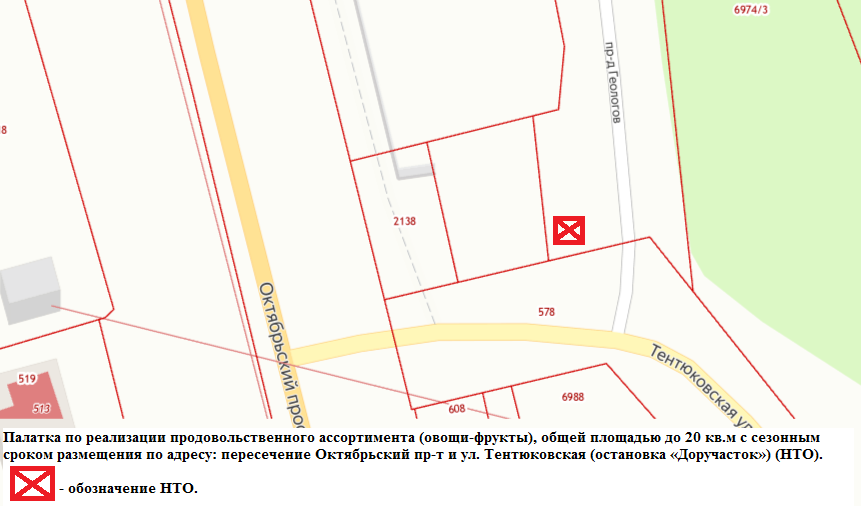 6974/3
пр-д Геологов
8
2138
578
Октябрьский прос
Тентюковская ул
519
513
608
6988
Палатка по реализации продовольственного ассортимента (овощи-фрукты), общей площадью до 20 кв.м с сезонным
сроком размещения по адресу: пересечение Октябрьский пр-т и ул. Тентюковская (остановка «Доручасток») (НТО).
- обозначение НТО.